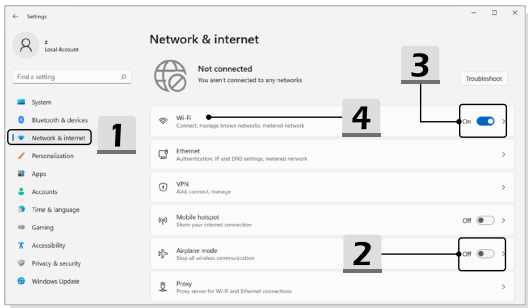 Settings
z
Local Account
Find a setting
System
Bluetooth & devices
Network & internet
Personalization
Apps
Accounts
Time & language
Gaming
Accessibility
Privacy & security
Windows Update
1
Network & internet
Not connected
You aren't connected to any networks
Troubleshoot
3
Wi-Fi
Connect, manage known networks, metered network
4
On
Ethernet
Authentication, IP and DNS settings, metered network
VPN
Add, connect, manage
Mobile hotspot
Share your internet connection
Off
Airplane mode
Stop all wireless communication
2
Off
Proxy
Proxy server for Wi-Fi and Ethernet connections